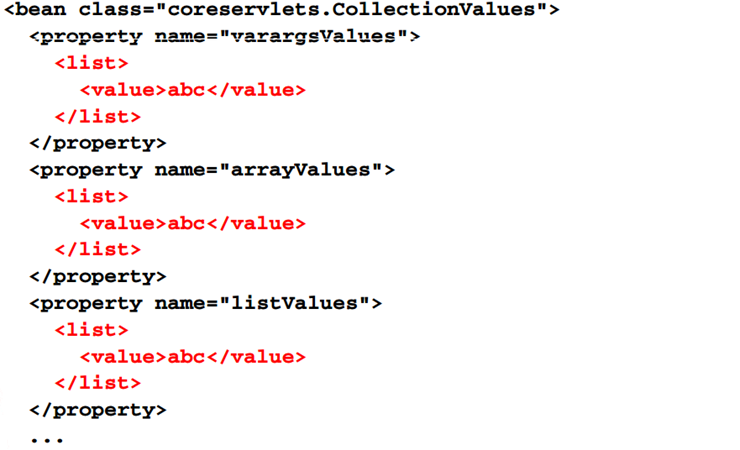 <bean class="coreservlets.CollectionValues">
<property name="varargsValues">
<list>
<value>abc</value>
</list>
</property>
<property name="arrayValues">
<list>
<value>abc</value>
</list>
</property>
<property name="listValues">
<list>
<value>abc</value>
</list>
</property>
...